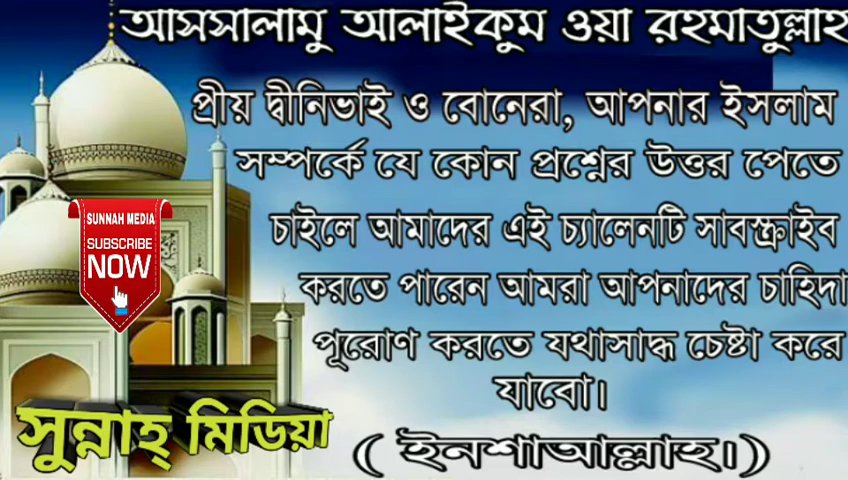 আসসালামু আলাইকুম ওয়া রহমাতুল্লাহ
প্রীয় দ্বীনিভাই ও বোনেরা, আপনার ইসলাম
সম্পর্কে যে কোন প্রশ্নের উত্তর পেতে
চাইলে আমাদের এই চ্যালেনটি সাবস্ক্রাইব
করতে পারেন আমরা আপনাদের চাহিদা
পূরোণ করতে যথাসাদ্ধ চেষ্টা করে
যাবো।
( ইনশাআল্লাহ।)
SUNNAH MEDIA
SUBSCRIBE
NOW
সুন্নাহ্ মিডিয়া